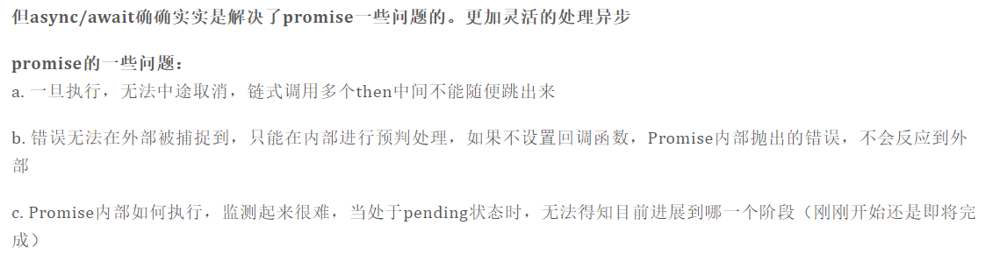 但async/await确确实实是解决了promise一些问题的。更加灵活的处理异步
promise的一些问题：
a. 一旦执行，无法中途取消，链式调用多个then中间不能随便跳出来
b. 错误无法在外部被捕捉到，只能在内部进行预判处理，如果不设置回调函数，Promise内部抛出的错误，不会反应到外
部
c. Promise内部如何执行，监测起来很难，当处于pending状态时，无法得知目前进展到哪一个阶段（刚刚开始还是即将完
成）